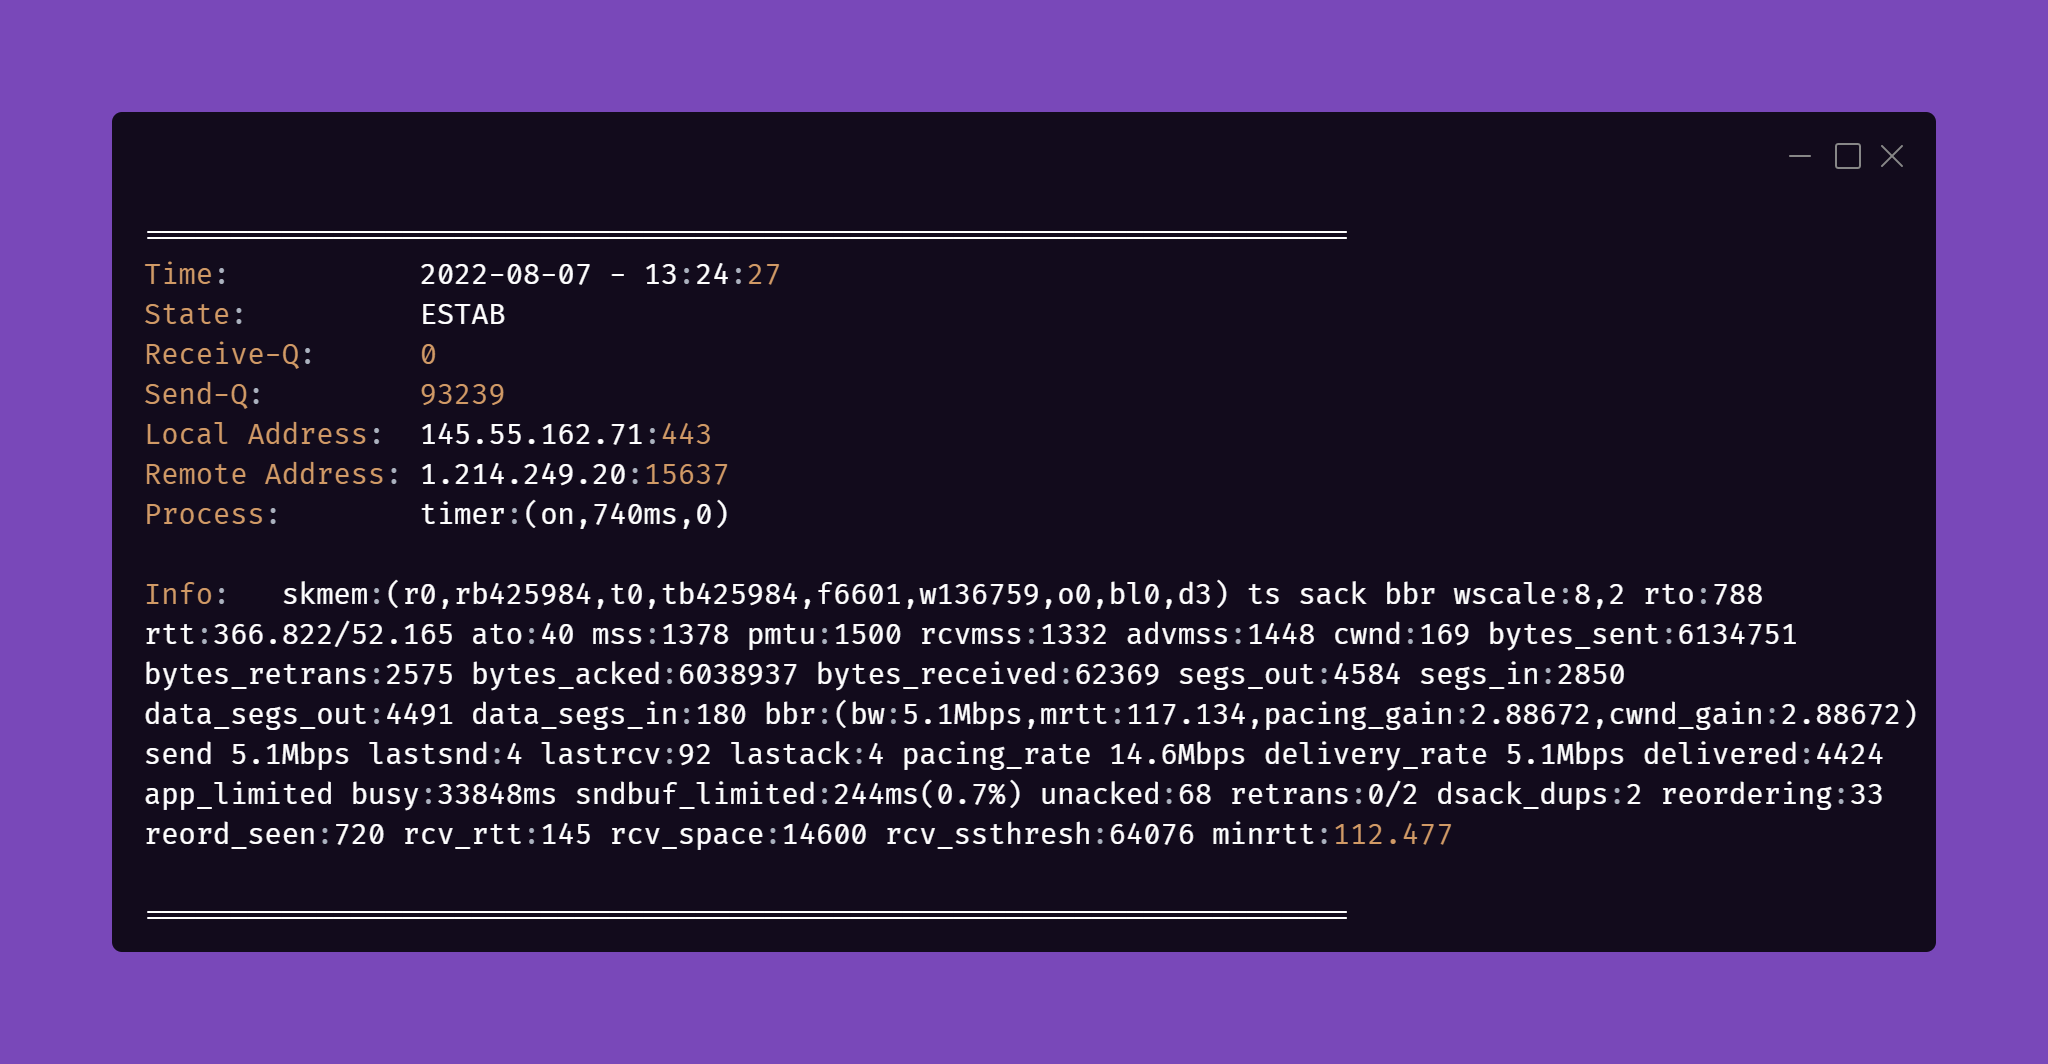 ======================================================================
Time:           2022-08-07 - 13:24:27
State:          ESTAB
Receive-Q:      0
Send-Q:         93239
Local Address:  145.55.162.71:443
Remote Address: 1.214.249.20:15637
Process:        timer:(on,740ms,0)
Info:   skmem:(r0,rb425984,t0,tb425984,f6601,w136759,o0,bl0,d3) ts sack bbr wscale:8,2 rto:788
rtt:366.822/52.165 ato:40 mss:1378 pmtu:1500 rcvmss:1332 advmss:1448 cwnd:169 bytes_sent:6134751
bytes_retrans:2575 bytes_acked:6038937 bytes_received:62369 segs_out:4584 segs_in:2850
data_segs_out:4491 data_segs_in:180 bbr:(bw:5.1Mbps,mrtt:117.134,pacing_gain:2.88672,cwnd_gain:2.88672)
send 5.1Mbps lastsnd:4 lastrcv:92 lastack:4 pacing_rate 14.6Mbps delivery_rate 5.1Mbps delivered:4424
app_limited busy:33848ms sndbuf_limited:244ms(0.7%) unacked:68 retrans:0/2 dsack_dups:2 reordering:33
reord_seen:720 rcv_rtt:145 rcv_space:14600 rcv_ssthresh:64076 minrtt:112.477
======================================================================